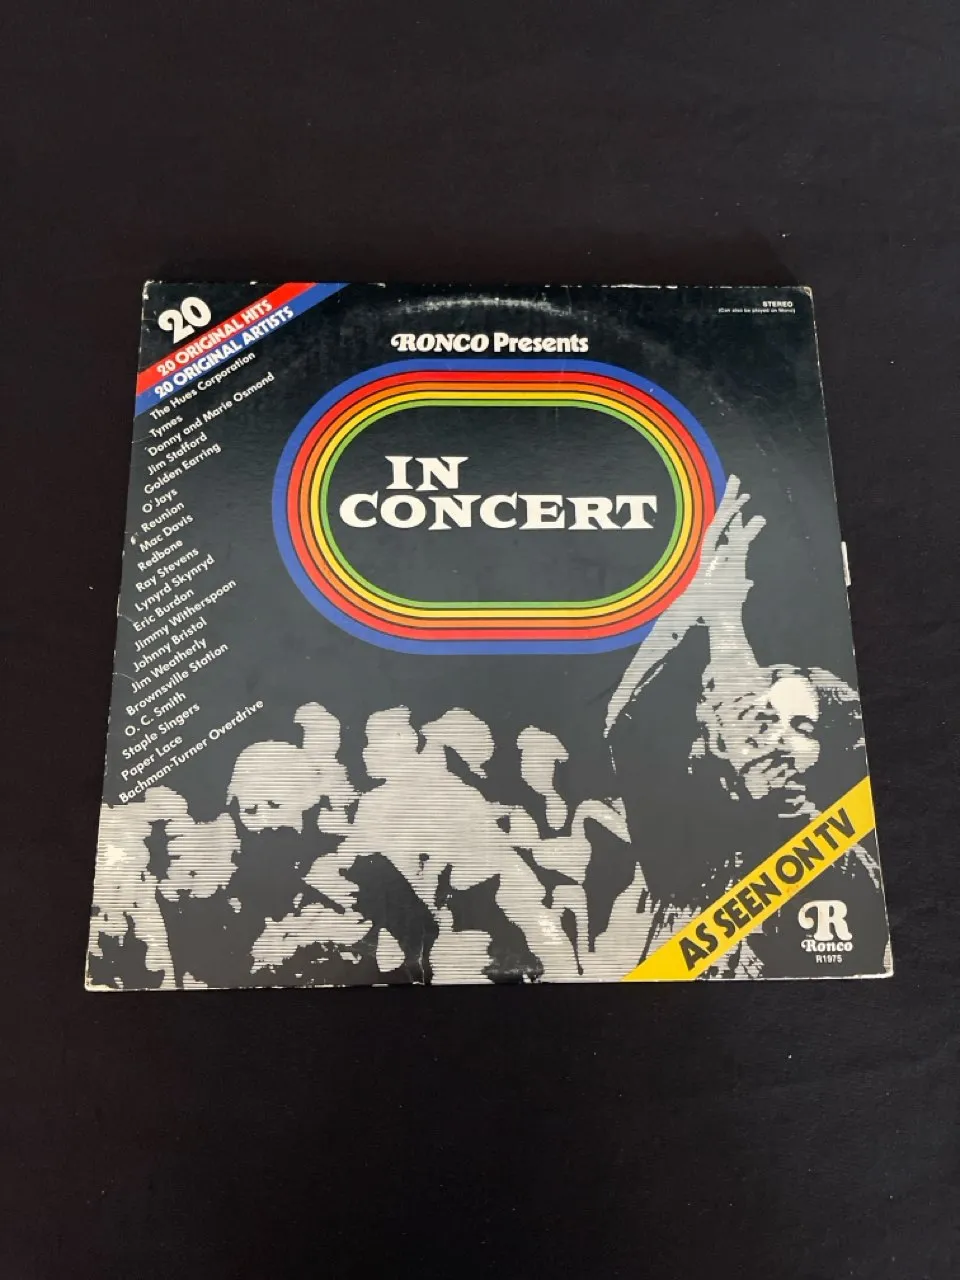 20
20 ORIGINAL HITS
20 ORIGINAL ARTISTS
The Hues Corporation
Tymes
Donny and Marie Osmond
Jim Stafford
Golden Earring
O'Jays
Reunion
Mac Davis
Redbone
Ray Stevens
Lynyrd Skynryd
Eric Burdon
Jimmy Witherspoon
Johnny Bristol
Jim Weatherly
Brownsville Station
O. C. Smith
Staple Singers
Paper Lace
Bachman-Turner Overdrive
STEREO
(Can also be played on Mono)
RONCO Presents
IN
CONCERT
AS SEEN ON TV
R
Ronco
R1975